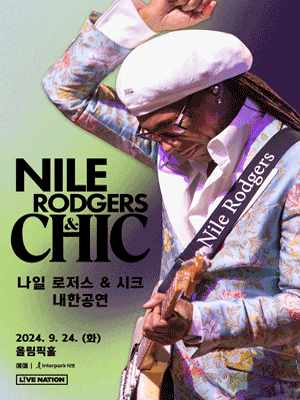 NILE
RODGERS
&
CHIC
나일 로저스 & 시크
내한공연
2024. 9. 24. (화)
올림픽홀
예매 | interpark 티켓
LIVE NATION
Nile Rodgers